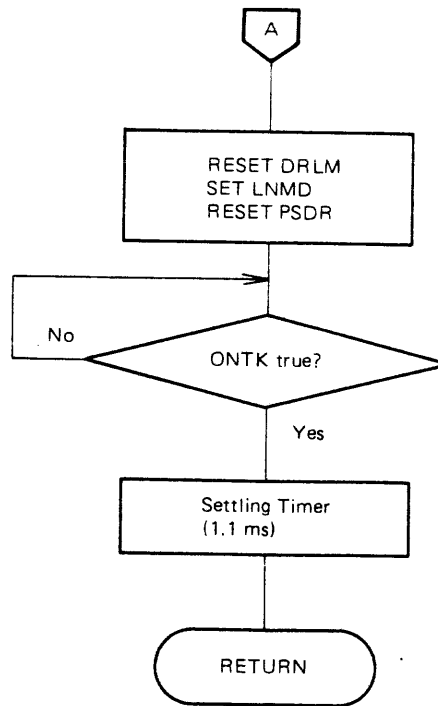 A
RESET DRLM
SET LNMD
RESET PSDR
No
ONTK true?
Yes
Settling Timer
(1.1 ms)
RETURN